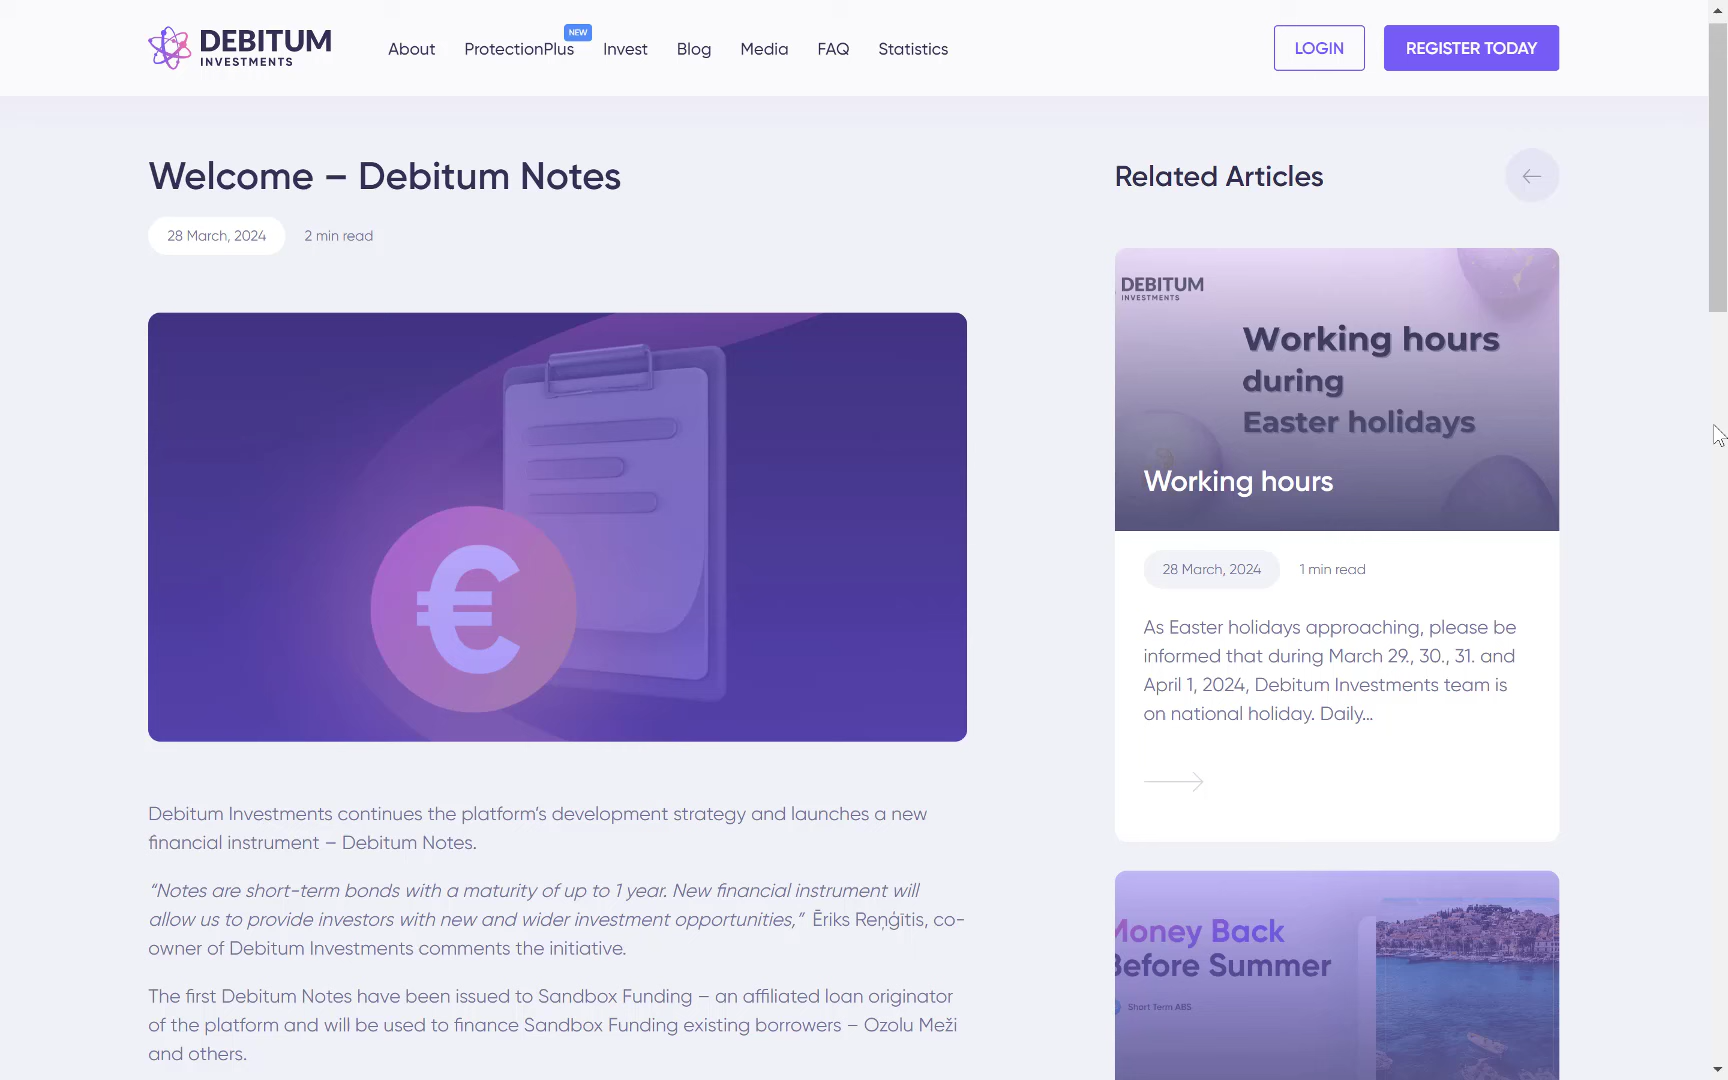 DEBITUM
INVESTMENTS
About
ProtectionPlus
NEW
Invest
Blog
Media
FAQ
Statistics
LOGIN
REGISTER TODAY
Welcome – Debitum Notes
28 March, 2024
2 min read
€
Debitum Investments continues the platform’s development strategy and launches a new
financial instrument – Debitum Notes.
“Notes are short-term bonds with a maturity of up to 1 year. New financial instrument will
allow us to provide investors with new and wider investment opportunities,” Ēriks Reņģītis, co-
owner of Debitum Investments comments the initiative.
The first Debitum Notes have been issued to Sandbox Funding – an affiliated loan originator
of the platform and will be used to finance Sandbox Funding existing borrowers – Ozolu Meži
and others.
Related Articles
DEBITUM
INVESTMENTS
Working hours
during
Easter holidays
Working hours
28 March, 2024
1 min read
As Easter holidays approaching, please be
informed that during March 29., 30., 31. and
April 1, 2024, Debitum Investments team is
on national holiday. Daily...
Money Back
Before Summer
Short Term ABS